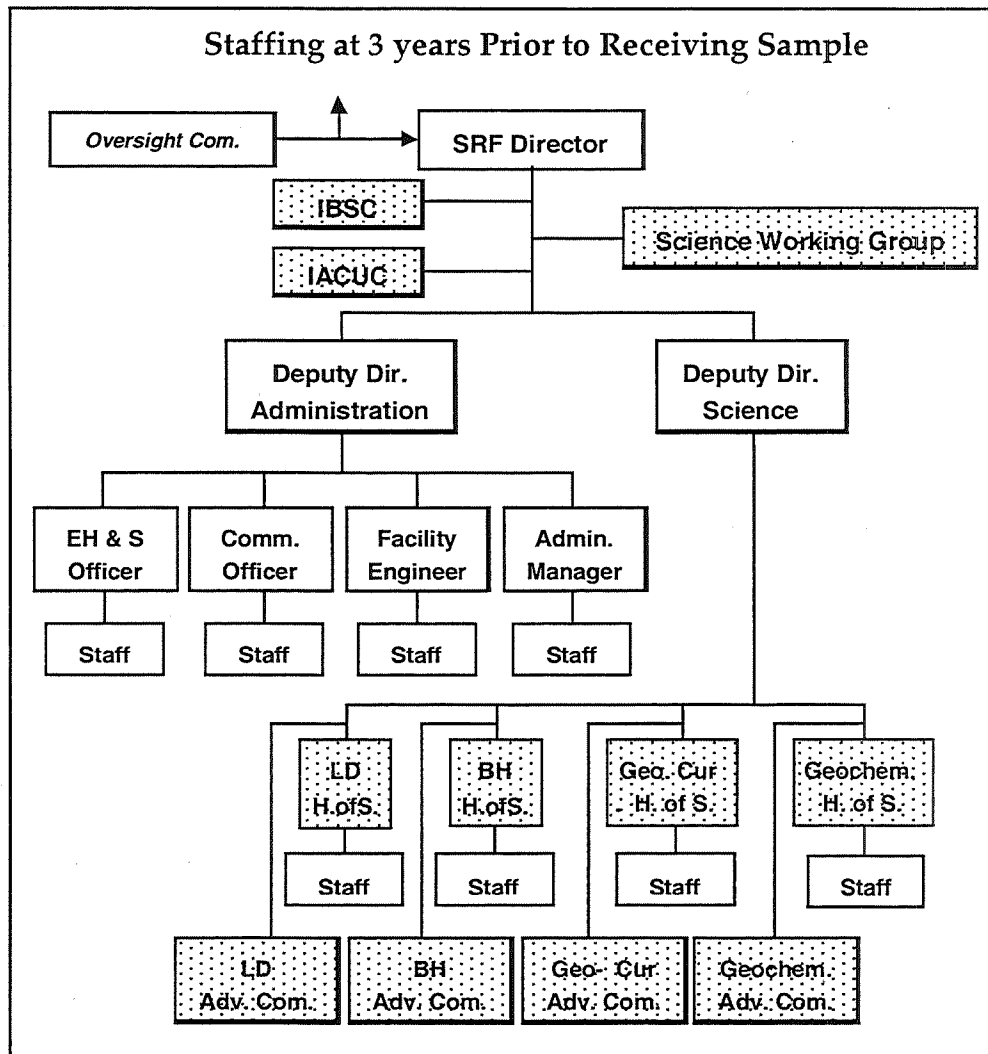 Staffing at 3 years Prior to Receiving Sample
Oversight Com.
SRF Director
IBSC
Science Working Group
IACUC
Deputy Dir.
Administration
Deputy Dir.
Science
EH & S
Officer
Comm.
Officer
Facility
Engineer
Admin.
Manager
Staff
Staff
Staff
Staff
LD
H.ofS.
BH
H.ofS.
Geo. Cur
H. of S.
Geochem.
H. of S.
Staff
Staff
Staff
Staff
LD
Adv. Com.
BH
Adv. Com.
Geo- Cur
Adv. Com.
Geochem.
Adv. Com.